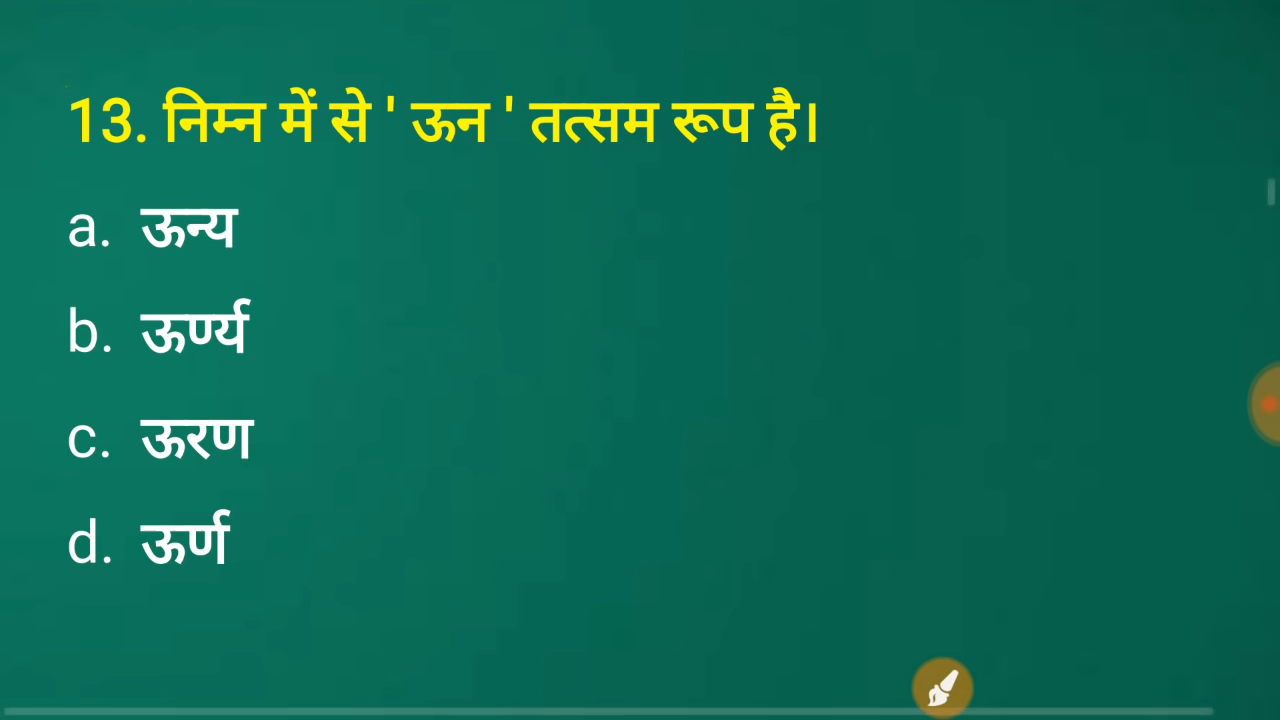 13. निम्न में से ' ऊन ' तत्सम रूप है।
a. ऊन्य
b. ऊर्ण्य
c. ऊरण
d. ऊर्ण